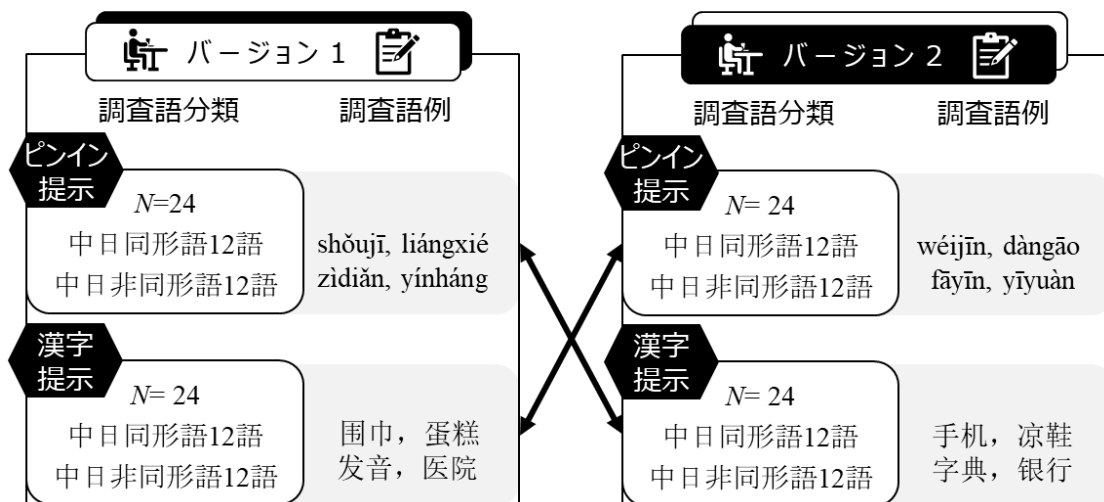 バージョン 1
調査語分類
調査語例
ピンイン
提示
N=24
中日同形語12語
中日非同形語12語
shǒujī, liángxié
zìdiǎn, yínháng
漢字
提示
N= 24
中日同形語12語
中日非同形語12語
围巾，蛋糕
发音，医院
バージョン 2
調査語分類
調査語例
ピンイン
提示
N= 24
中日同形語12語
中日非同形語12語
wéijīn, dàngāo
fāyīn, yīyuàn
漢字
提示
N= 24
中日同形語12語
中日非同形語12語
手机，凉鞋
字典，银行